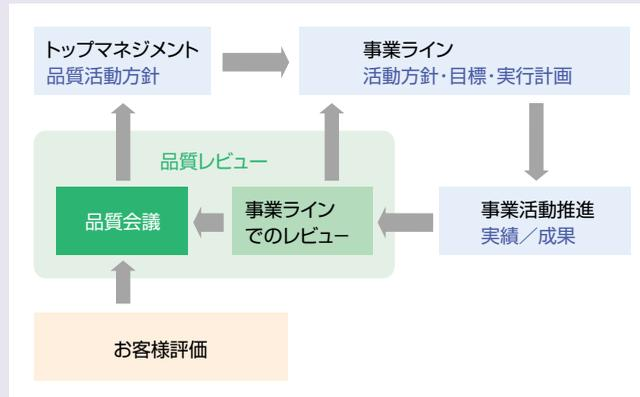 トップマネジメント
品質活動方針
事業ライン
活動方針・目標・実行計画
品質レビュー
品質会議
事業ライン
でのレビュー
事業活動推進
実績／成果
お客様評価